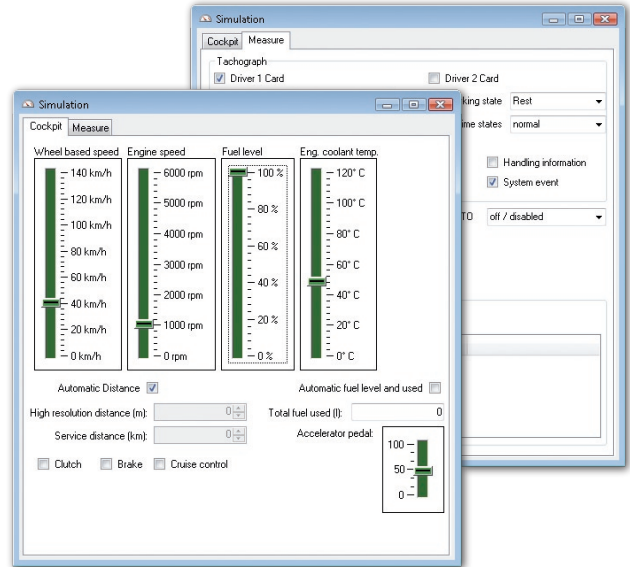 Simulation
Cockpit Measure
Tachograph
Driver 1 Card Driver 2 Card
king state Rest
ime states normal
Handling information
System event
TO off / disabled
Simulation
Cockpit Measure
Wheel based speed Engine speed Fuel level Eng. coolant temp.
140 km/h 6000 rpm 100 % 120° C
120 km/h 5000 rpm 80 % 100° C
100 km/h 4000 rpm 60 % 80° C
80 km/h 3000 rpm 40 % 60° C
60 km/h 2000 rpm 20 % 40° C
40 km/h 1000 rpm 0 % 20° C
20 km/h 0 rpm 0° C
0 km/h
Automatic Distance Automatic fuel level and used
High resolution distance (m): 0 Total fuel used (l): 0
Service distance (km): 0 Accelerator pedal:
100
50
0
Clutch Brake Cruise control